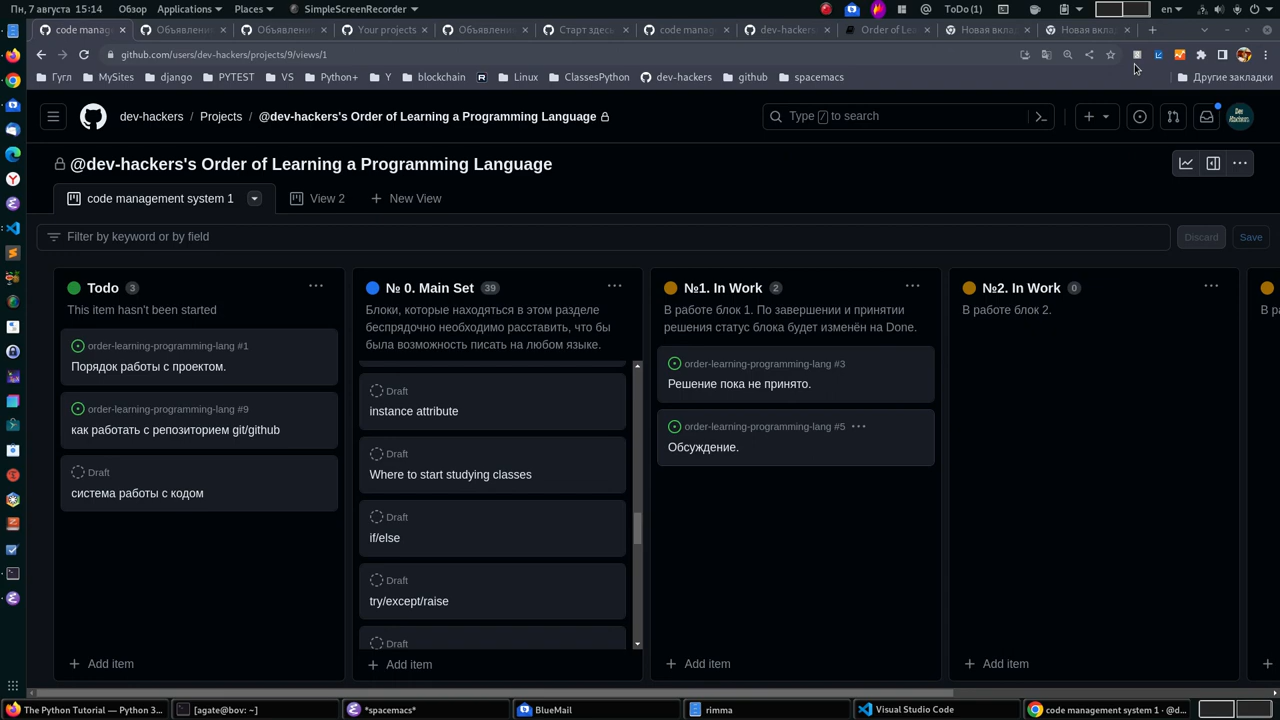 Пн, 7 августа 15:14 Обзор Applications Places SimpleScreenRecorder ToDo(1) en
code manag Объявлени Объявлени Your projects Объявлени Старт здесь code manag dev-hackers Order of Le Новая вкла Новая вкла
github.com/users/dev-hackers/projects/9/views/1
Гугл MySites django PYTEST VS Python+ Y blockchain Linux ClassesPython dev-hackers github spacemacs Другие закладки
dev-hackers / Projects / @dev-hackers's Order of Learning a Programming Language
Type / to search
@dev-hackers's Order of Learning a Programming Language
code management system 1 View 2 New View
Filter by keyword or by field
Discard Save
Todo 3
This item hasn't been started
order-learning-programming-lang #1
Порядок работы с проектом.
order-learning-programming-lang #9
как работать с репозиторием git/github
Draft
система работы с кодом
Add item
№ 0. Main Set 39
Блоки, которые находяться в этом разделе
беспрядочно необходимо расставить, что бы
была возможность писать на любом языке.
Draft
instance attribute
Draft
Where to start studying classes
Draft
if/else
Draft
try/except/raise
Draft
Add item
№1. In Work 2
В работе блок 1. По завершении и принятии
решения статус блока будет изменён на Done.
order-learning-programming-lang #3
Решение пока не принято.
order-learning-programming-lang #5
Обсуждение.
Add item
№2. In Work 0
В работе блок 2.
Add item
The Python Tutorial — Python 3... [agate@bov: ~] *spacemacs* BlueMail rimma Visual Studio Code code management system 1 · @d...